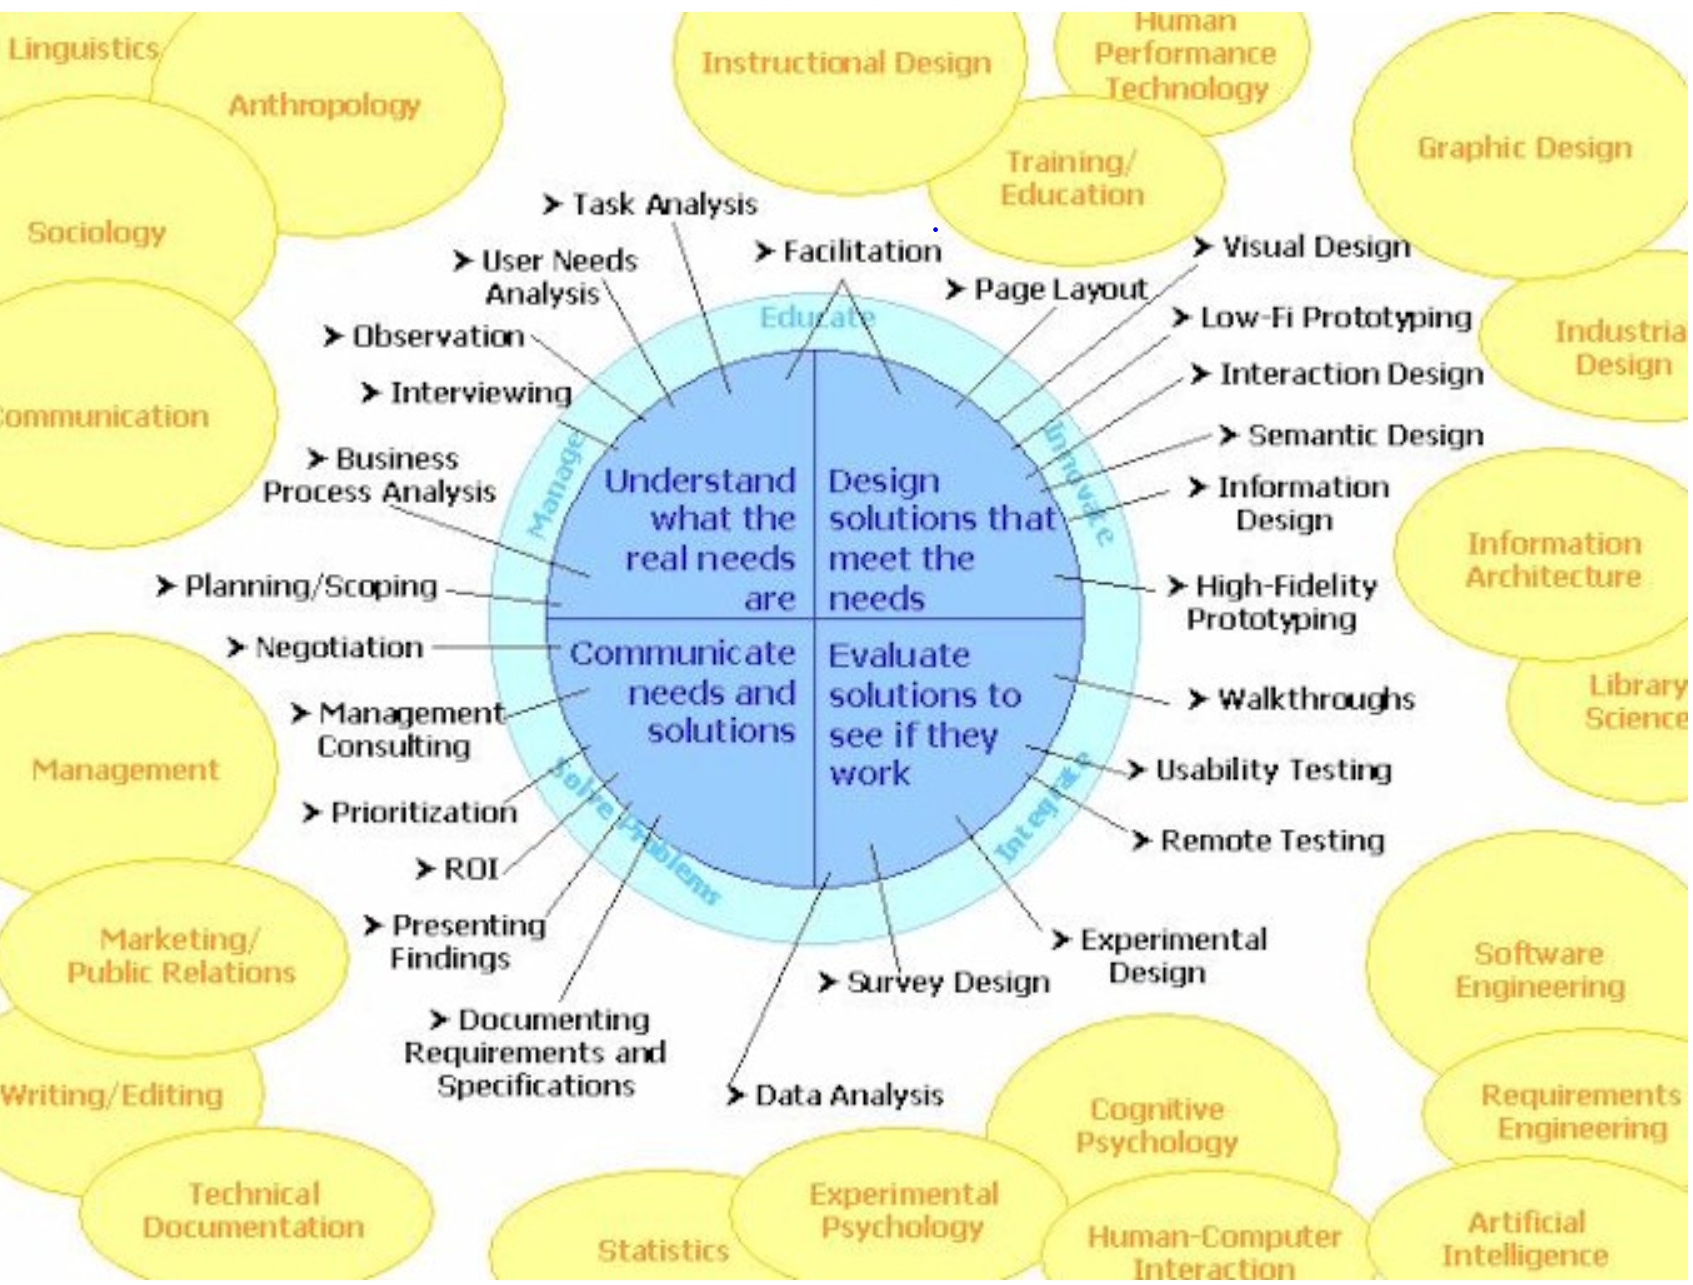 Linguistics
Anthropology
Sociology
Communication
Instructional Design
Human
Performance
Technology
Training/
Education
Graphic Design
Industria
Design
➤ Task Analysis
➤ User Needs
Analysis
➤ Observation
➤ Interviewing
➤ Business
Process Analysis
➤ Planning/Scoping
➤ Negotiation
➤ Management
Consulting
➤ Prioritization
➤ ROI
➤ Presenting
Findings
➤ Documenting
Requirements and
Specifications
➤ Facilitation
➤ Page Layout
➤ Visual Design
➤ Low-Fi Prototyping
➤ Interaction Design
➤ Semantic Design
➤ Information
Design
➤ High-Fidelity
Prototyping
➤ Walkthroughs
➤ Usability Testing
➤ Remote Testing
➤ Experimental
Design
➤ Survey Design
➤ Data Analysis
Educate
Manage
Innovate
Solve Problems
Integrate
Understand
what the
real needs
are
Design
solutions that
meet the
needs
Communicate
needs and
solutions
Evaluate
solutions to
see if they
work
Information
Architecture
Library
Science
Management
Marketing/
Public Relations
Writing/Editing
Technical
Documentation
Statistics
Experimental
Psychology
Cognitive
Psychology
Human-Computer
Interaction
Software
Engineering
Requirements
Engineering
Artificial
Intelligence